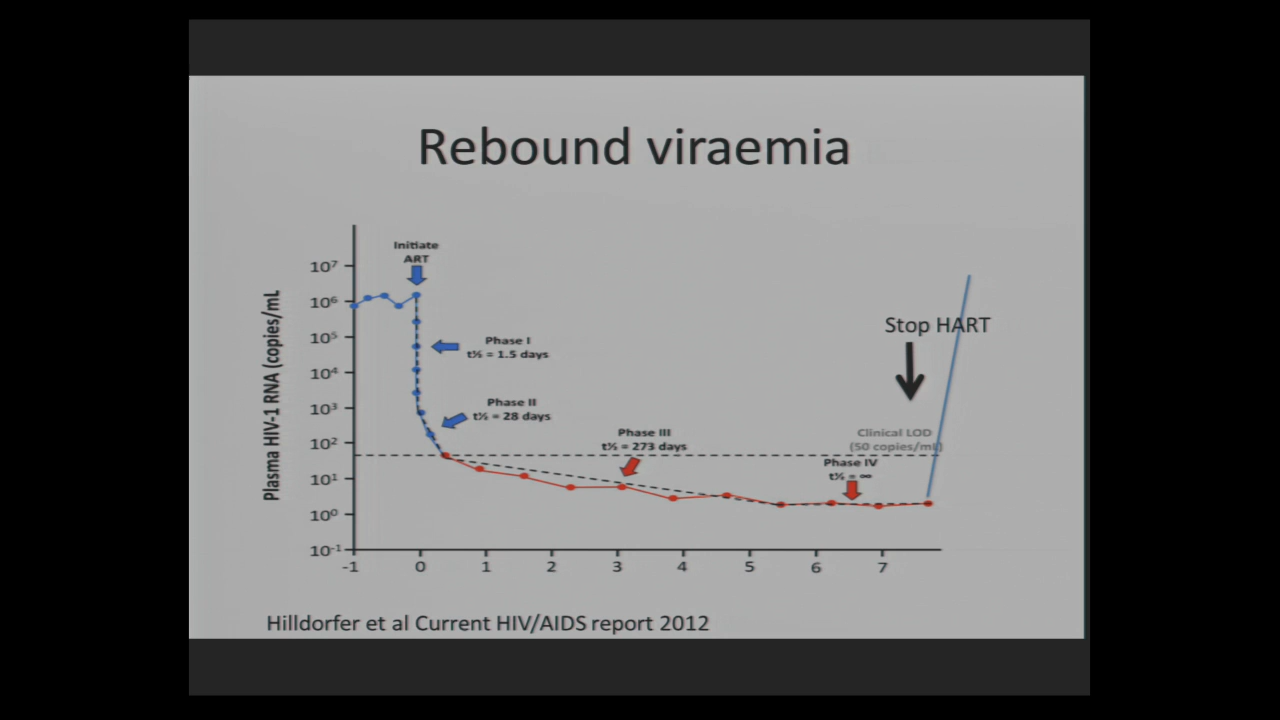 Rebound viraemia
Initiate
ART
10⁷
10⁶
10⁵
10⁴
10³
10²
10¹
10⁰
10⁻¹
Plasma HIV-1 RNA (copies/mL)
Phase I
t½ = 1.5 days
Phase II
t½ = 28 days
Phase III
t½ = 273 days
Stop HART
Clinical LOD
(50 copies/mL)
Phase IV
t½ = ∞
-1 0 1 2 3 4 5 6 7
Hilldorfer et al Current HIV/AIDS report 2012